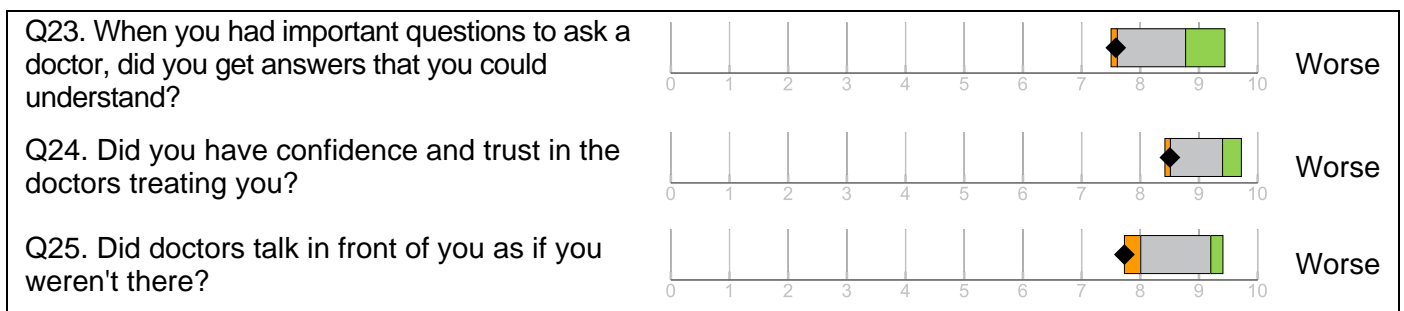 Q23. When you had important questions to ask a
doctor, did you get answers that you could
understand?
0 1 2 3 4 5 6 7 8 9 10
Worse
Q24. Did you have confidence and trust in the
doctors treating you?
0 1 2 3 4 5 6 7 8 9 10
Worse
Q25. Did doctors talk in front of you as if you
weren't there?
0 1 2 3 4 5 6 7 8 9 10
Worse